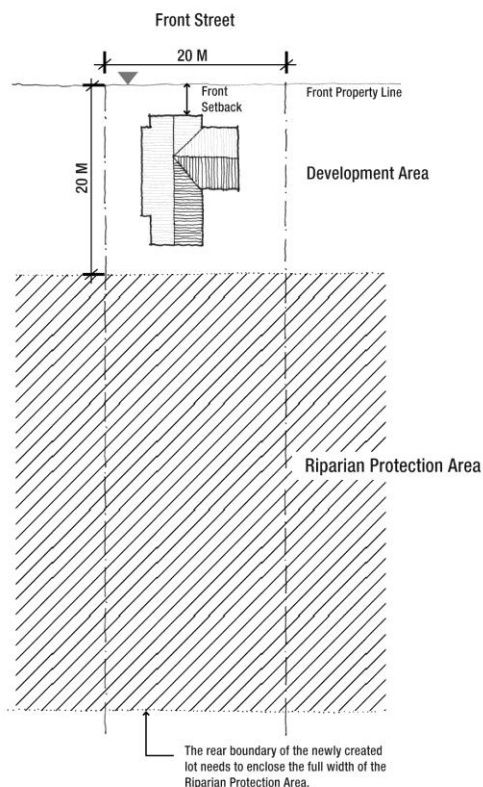 Front Street
20 M
Front
Setback
Front Property Line
20 M
Development Area
Riparian Protection Area
The rear boundary of the newly created
lot needs to enclose the full width of the
Riparian Protection Area.